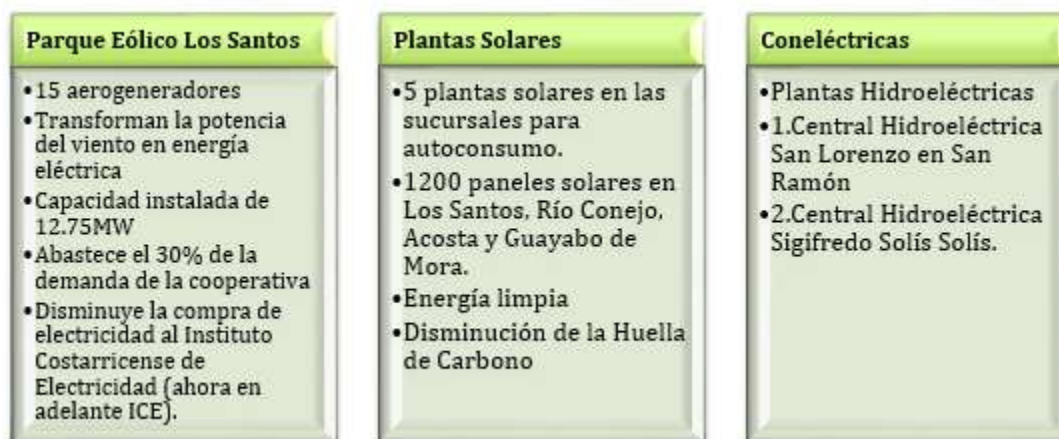 Parque Eólico Los Santos
•15 aerogeneradores
•Transforman la potencia
del viento en energía
eléctrica
•Capacidad instalada de
12.75MW
•Abastece el 30% de la
demanda de la cooperativa
•Disminuye la compra de
electricidad al Instituto
Costarricense de
Electricidad (ahora en
adelante ICE).
Plantas Solares
•5 plantas solares en las
sucursales para
autoconsumo.
•1200 paneles solares en
Los Santos, Río Conejo,
Acosta y Guayabo de
Mora.
•Energía limpia
•Disminución de la Huella
de Carbono
Coneléctricas
•Plantas Hidroeléctricas
•1.Central Hidroeléctrica
San Lorenzo en San
Ramón
•2.Central Hidroeléctrica
Sigifredo Solís Solís.